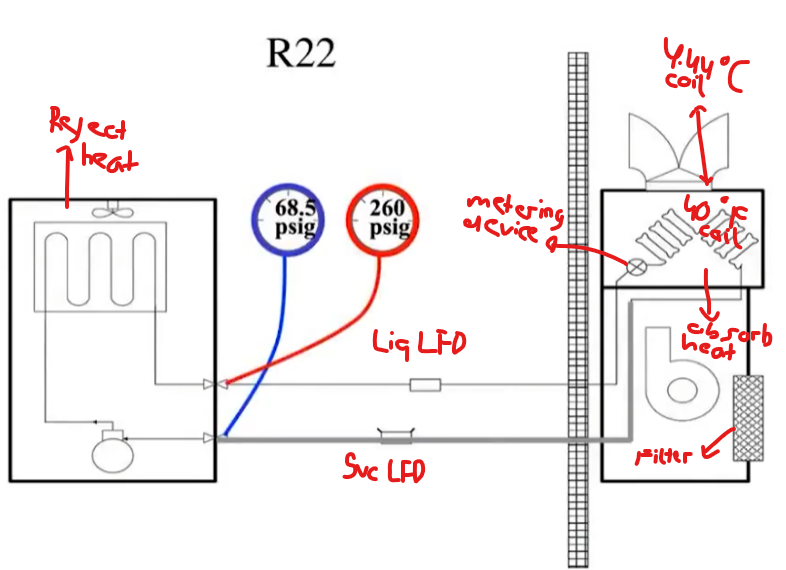 R22
4.44°C
coil
Reject
heat
68.5
psig
260
psig
metering
device
40°F
coil
Liq LFD
absorb
heat
Filter
Svc LFD